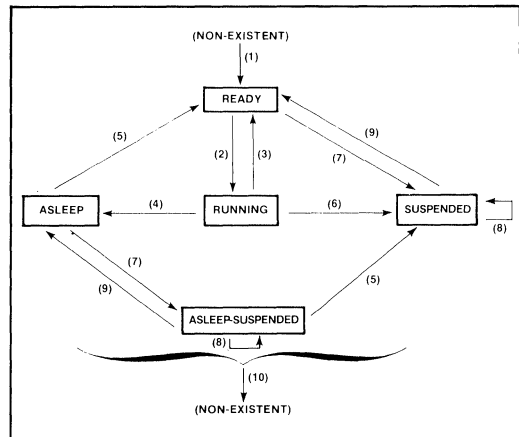 (NON-EXISTENT)
(1)
READY
(5)
(2)
(3)
(7)
(9)
ASLEEP
(4)
RUNNING
(6)
SUSPENDED
(8)
(7)
(9)
(5)
ASLEEP-SUSPENDED
(8)
(10)
(NON-EXISTENT)